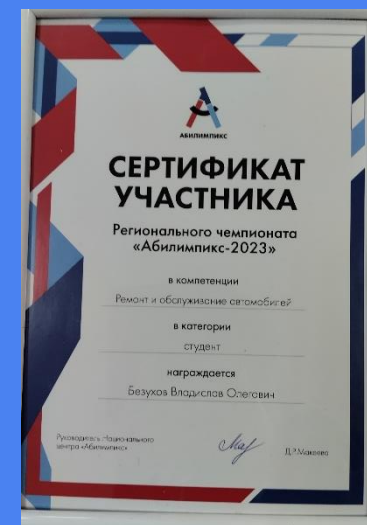 АБИЛИМПИКС
СЕРТИФИКАТ
УЧАСТНИКА
Регионального чемпионата
«Абилимпикс-2023»
в компетенции
Ремонт и обслуживание автомобилей
в категории
студент
награждается
Безухов Владислав Олегович
Руководитель Национального
центра «Абилимпикс»
Д.Р.Макеева